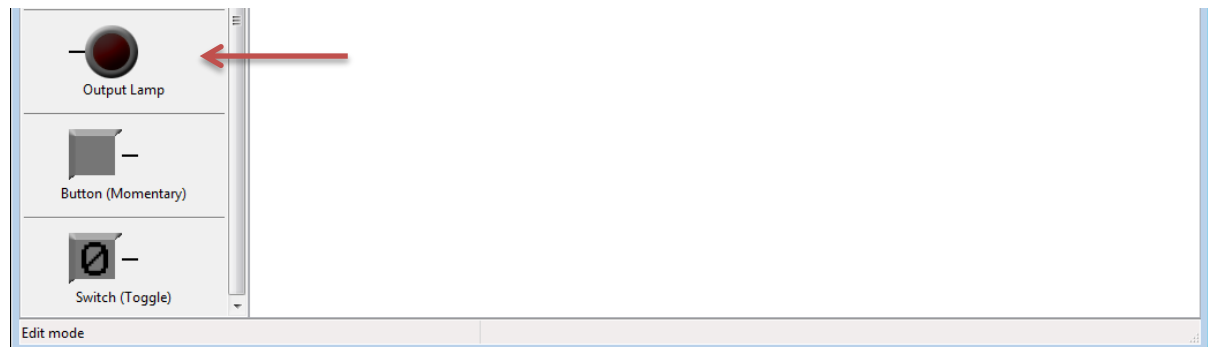 Output Lamp
Button (Momentary)
0
Switch (Toggle)
Edit mode